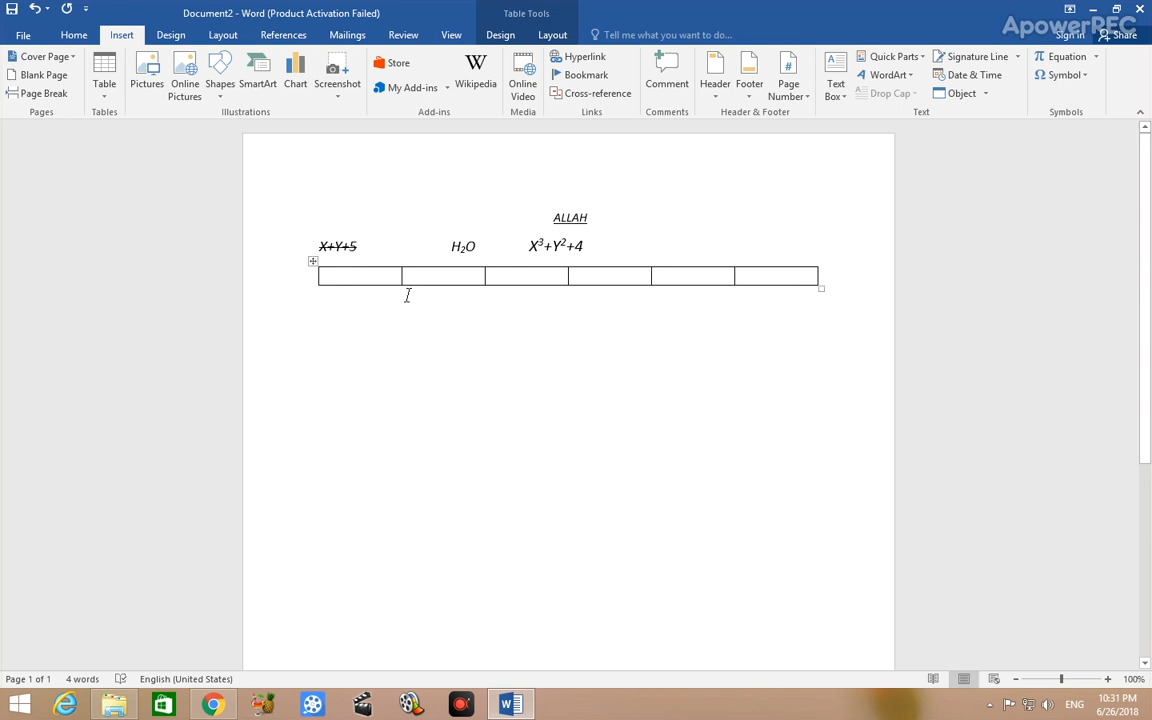 Document2 - Word (Product Activation Failed)
Table Tools
ApowerREC
File Home Insert Design Layout References Mailings Review View Design Layout Tell me what you want to do... Sign in Share
Cover Page
Blank Page
Page Break
Table
Pictures
Online Pictures
Shapes
SmartArt
Chart
Screenshot
Store
My Add-ins
Wikipedia
Online Video
Hyperlink
Bookmark
Cross-reference
Comment
Header
Footer
Page Number
Text Box
Quick Parts
WordArt
Drop Cap
Signature Line
Date & Time
Object
Equation
Symbol
Pages Tables Illustrations Add-ins Media Links Comments Header & Footer Text Symbols
ALLAH
X+Y+5 H₂O X³+Y²+4
Page 1 of 1 4 words English (United States) 100%
ENG
10:31 PM
6/26/2018